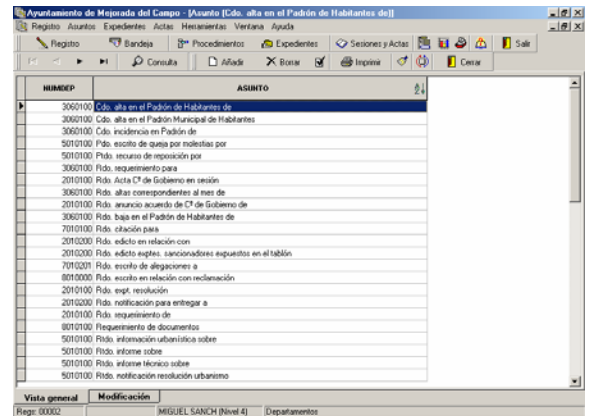 Ayuntamiento de Mejorada del Campo - [Asunto [Cdo. alta en el Padrón de Habitantes de]]
Registro Asuntos Expedientes Actas Herramientas Ventana Ayuda
Registro Bandeja Procedimientos Expedientes Sesiones y Actas Salir
Consulta Añadir Borrar Imprimir Cerrar
NUMDEP ASUNTO
3060100 Cdo. alta en el Padrón de Habitantes de
3060100 Cdo. alta en el Padrón Municipal de Habitantes
3060100 Cdo. incidencia en Padrón de
5010100 Pdo. escrito de queja por molestias por
5010100 Ptdo. recurso de reposición por
3060100 Rdo. requerimiento para
2010100 Rdo. Acta Cª de Gobierno en sesión
3060100 Rdo. altas correspondientes al mes de
2010100 Rdo. anuncio acuerdo de Cª de Gobierno de
3060100 Rdo. baja en el Padrón de Habitantes de
7010100 Rdo. citación para
2010200 Rdo. edicto en relación con
2010200 Rdo. edicto exptes. sancionadores expuestos en el tablón
7010201 Rdo. escrito de alegaciones a
8010000 Rdo. escrito en relación con reclamación
2010100 Rdo. expt. resolución
2010200 Rdo. notificación para entregar a
2010100 Rdo. requerimiento de
8010100 Requerimiento de documentos
5010100 Rtdo. información urbanística sobre
5010100 Rtdo. informe sobre
5010100 Rtdo. informe técnico sobre
5010100 Rtdo. notificación resolución urbanismo
Vista general Modificación
Regs: 00002 MIGUEL SANCH (Nivel 4) Departamentos